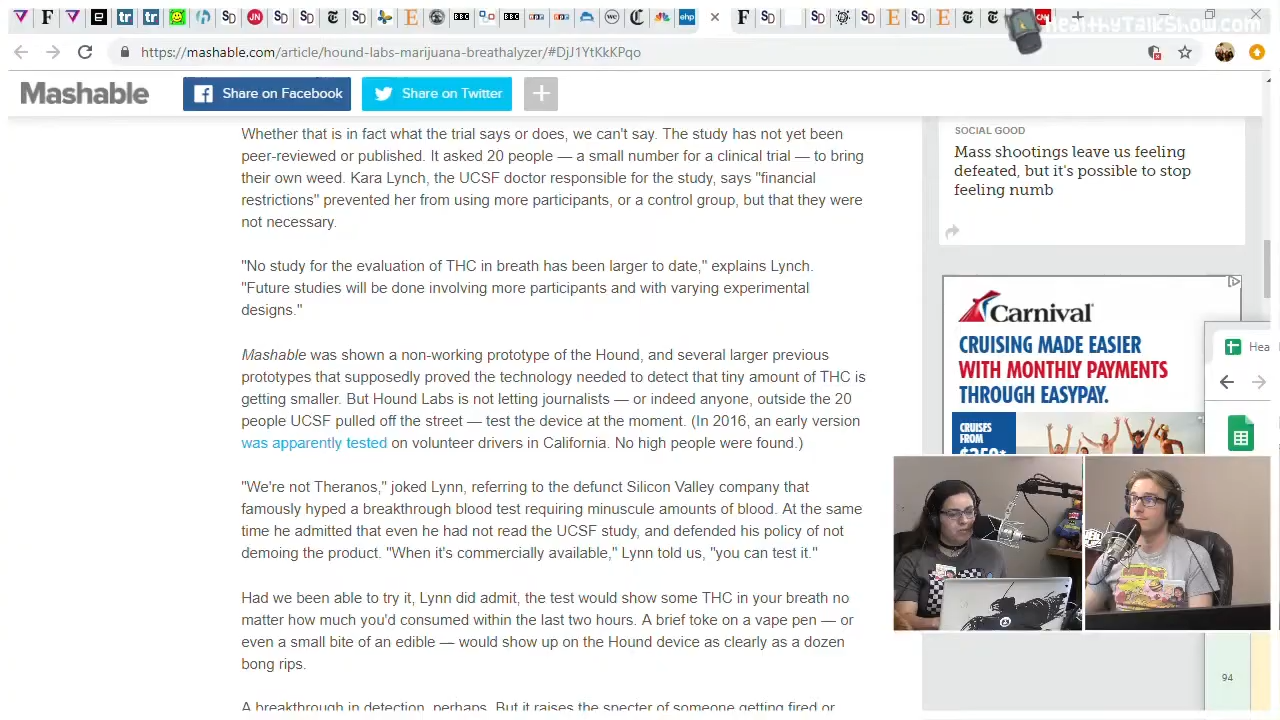 HealthyTalkShow.com
https://mashable.com/article/hound-labs-marijuana-breathalyzer/#DjJ1YtKkKPqo
Mashable
Share on Facebook
Share on Twitter
Whether that is in fact what the trial says or does, we can't say. The study has not yet been
peer-reviewed or published. It asked 20 people — a small number for a clinical trial — to bring
their own weed. Kara Lynch, the UCSF doctor responsible for the study, says "financial
restrictions" prevented her from using more participants, or a control group, but that they were
not necessary.
"No study for the evaluation of THC in breath has been larger to date," explains Lynch.
"Future studies will be done involving more participants and with varying experimental
designs."
Mashable was shown a non-working prototype of the Hound, and several larger previous
prototypes that supposedly proved the technology needed to detect that tiny amount of THC is
getting smaller. But Hound Labs is not letting journalists — or indeed anyone, outside the 20
people UCSF pulled off the street — test the device at the moment. (In 2016, an early version
was apparently tested on volunteer drivers in California. No high people were found.)
"We're not Theranos," joked Lynn, referring to the defunct Silicon Valley company that
famously hyped a breakthrough blood test requiring minuscule amounts of blood. At the same
time he admitted that even he had not read the UCSF study, and defended his policy of not
demoing the product. "When it's commercially available," Lynn told us, "you can test it."
Had we been able to try it, Lynn did admit, the test would show some THC in your breath no
matter how much you'd consumed within the last two hours. A brief toke on a vape pen — or
even a small bite of an edible — would show up on the Hound device as clearly as a dozen
bong rips.
A breakthrough in detection, perhaps. But it raises the specter of someone getting fired or
SOCIAL GOOD
Mass shootings leave us feeling
defeated, but it's possible to stop
feeling numb
Carnival
CRUISING MADE EASIER
WITH MONTHLY PAYMENTS
THROUGH EASYPAY.
CRUISES
FROM
Hea
94